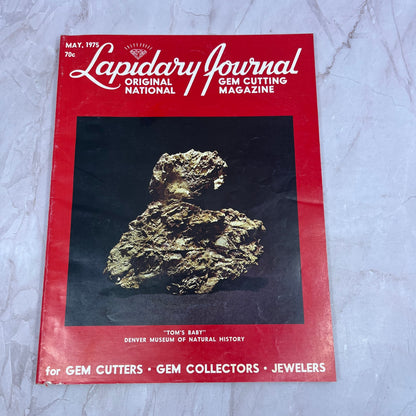 MAY, 1975
70c
Lapidary Journal
ORIGINAL GEM CUTTING
NATIONAL MAGAZINE
"TOM'S BABY"
DENVER MUSEUM OF NATURAL HISTORY
for GEM CUTTERS • GEM COLLECTORS • JEWELERS